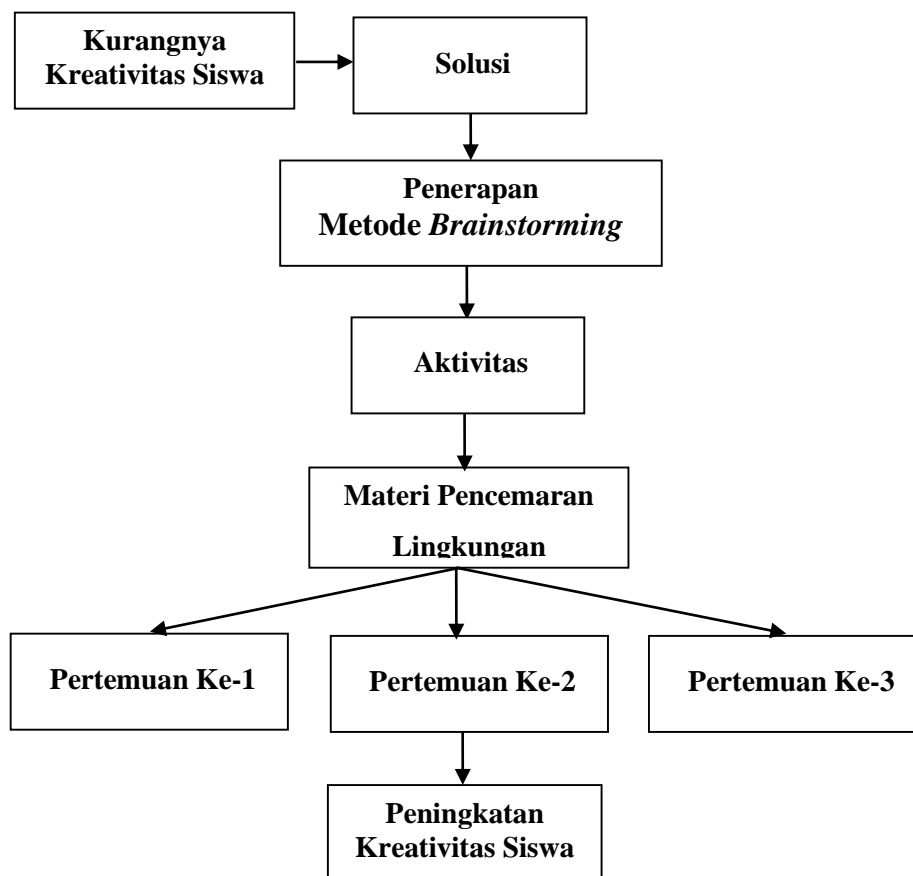 Kurangnya
Kreativitas Siswa
Solusi
Penerapan
Metode Brainstorming
Aktivitas
Materi Pencemaran
Lingkungan
Pertemuan Ke-1
Pertemuan Ke-2
Pertemuan Ke-3
Peningkatan
Kreativitas Siswa